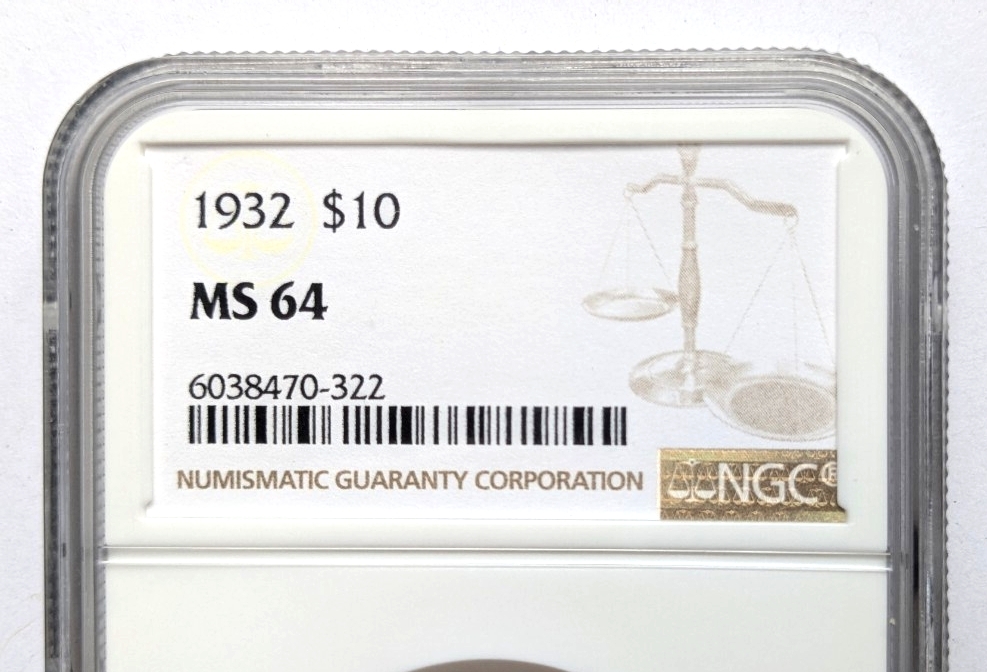 1932 $10
MS 64
6038470-322
NUMISMATIC GUARANTY CORPORATION
NGC®